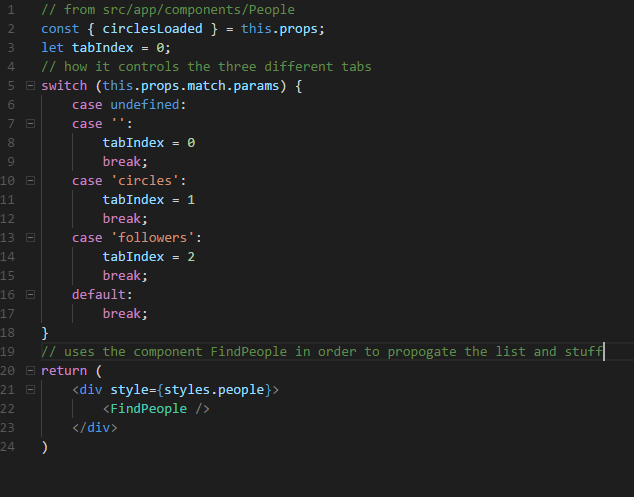 1 // from src/app/components/People
2 const { circlesLoaded } = this.props;
3 let tabIndex = 0;
4 // how it controls the three different tabs
5 switch (this.props.match.params) {
6     case undefined:
7     case '':
8         tabIndex = 0
9         break;
10     case 'circles':
11         tabIndex = 1
12         break;
13     case 'followers':
14         tabIndex = 2
15         break;
16     default:
17         break;
18 }
19 // uses the component FindPeople in order to propogate the list and stuff
20 return (
21     <div style={styles.people}>
22         <FindPeople />
23     </div>
24 )